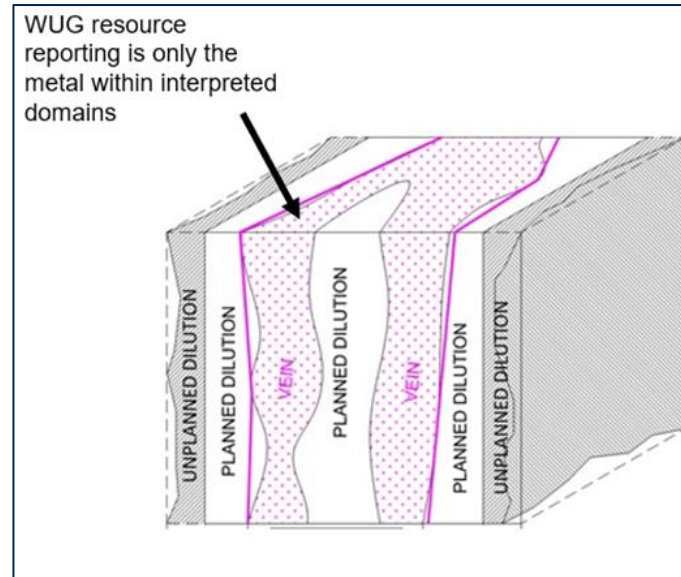 WUG resource
reporting is only the
metal within interpreted
domains
UNPLANNED DILUTION
PLANNED DILUTION
VEIN
PLANNED DILUTION
VEIN
PLANNED DILUTION
UNPLANNED DILUTION